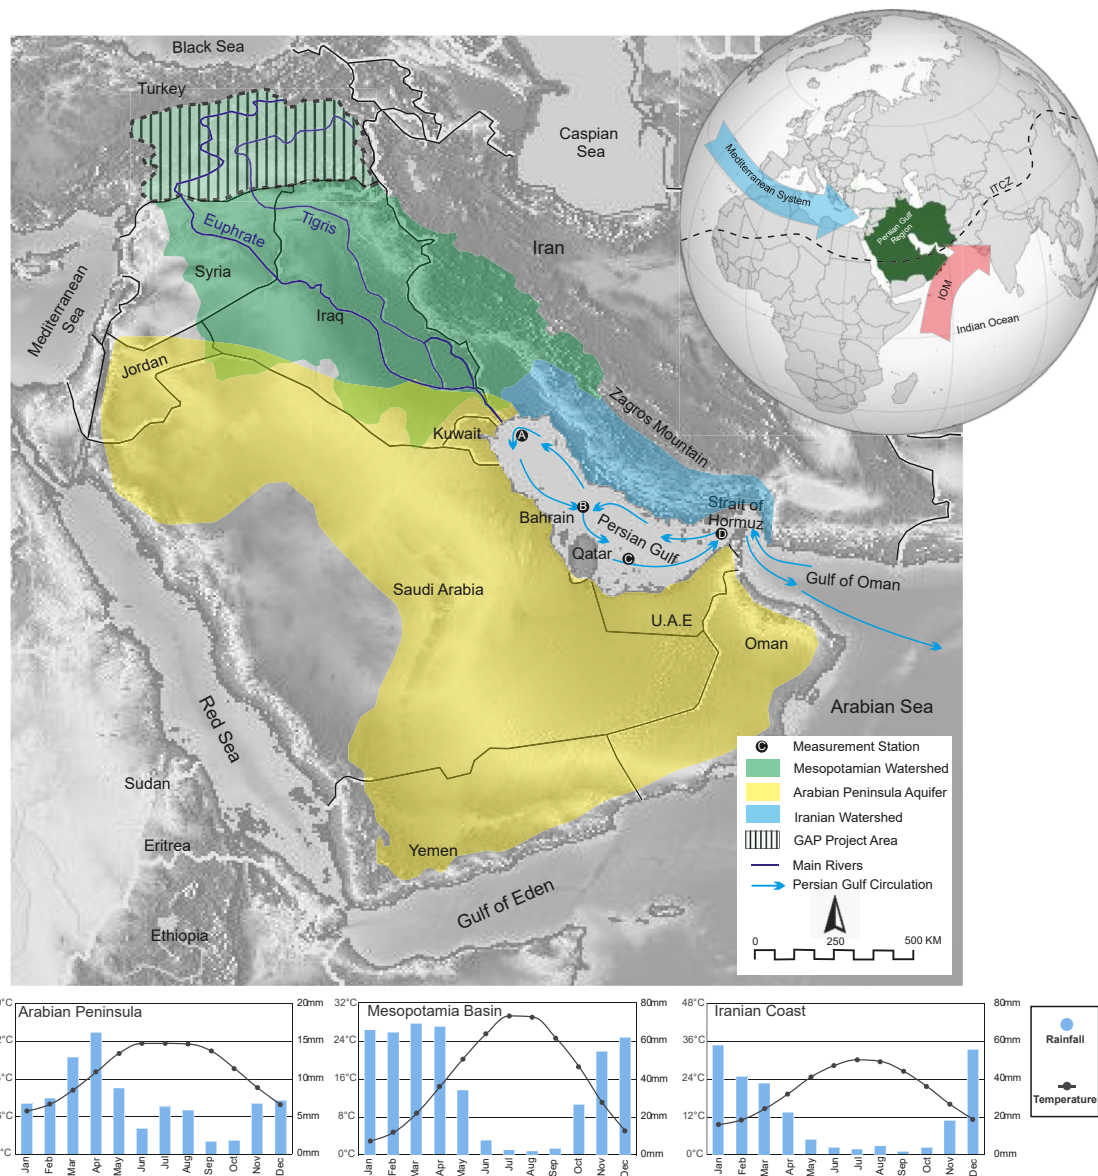 Black Sea
Turkey
Caspian
Sea
Euphrate
Tigris
Iran
Syria
Iraq
Mediterranean
Sea
Jordan
Zagros Mountain
Kuwait
A
B
Bahrain
Persian Gulf
Strait of
Hormuz
D
Qatar
C
Gulf of Oman
Saudi Arabia
U.A.E
Oman
Arabian Sea
Red Sea
Sudan
Eritrea
Yemen
Ethiopia
Gulf of Eden
Mediterranean System
ITCZ
Persian Gulf
Region
IOM
Indian Ocean
C Measurement Station
Mesopotamian Watershed
Arabian Peninsula Aquifer
Iranian Watershed
GAP Project Area
Main Rivers
Persian Gulf Circulation
0 250 500 KM
Arabian Peninsula
20mm
15mm
10mm
5mm
0mm
Jan Feb Mar Apr May Jun Jul Aug Sep Oct Nov Dec
Mesopotamia Basin
32°C 80mm
24°C 60mm
16°C 40mm
8°C 20mm
0°C 0mm
Jan Feb Mar Apr May Jun Jul Aug Sep Oct Nov Dec
Iranian Coast
48°C 80mm
36°C 60mm
24°C 40mm
12°C 20mm
0°C 0mm
Jan Feb Mar Apr May Jun Jul Aug Sep Oct Nov Dec
Rainfall
Temperature